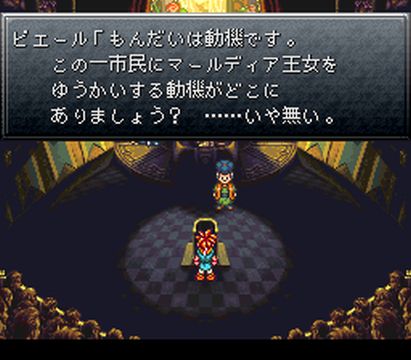 ピエール「もんだいは動機です。
この一市民にマールディア王女を
ゆうかいする動機がどこに
ありましょう？ ……いや無い。